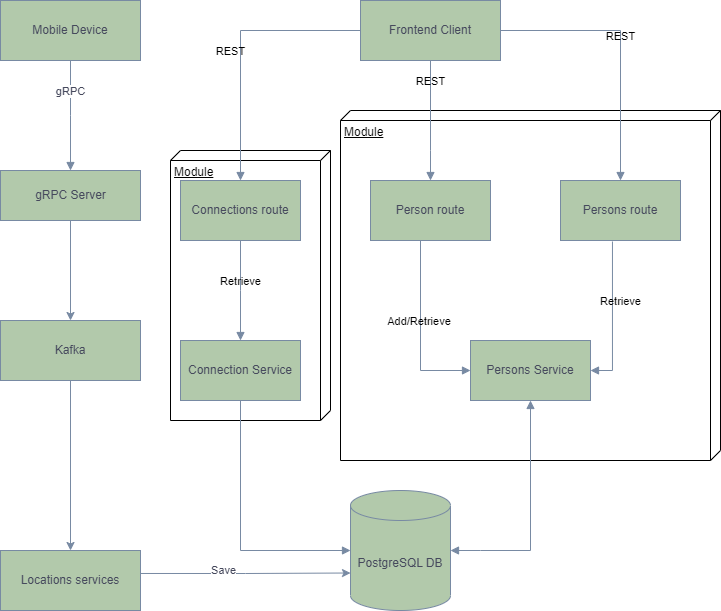 Mobile Device
Frontend Client
REST
REST
REST
gRPC
Module
Module
gRPC Server
Connections route
Person route
Persons route
Retrieve
Retrieve
Add/Retrieve
Kafka
Connection Service
Persons Service
PostgreSQL DB
Locations services
Save